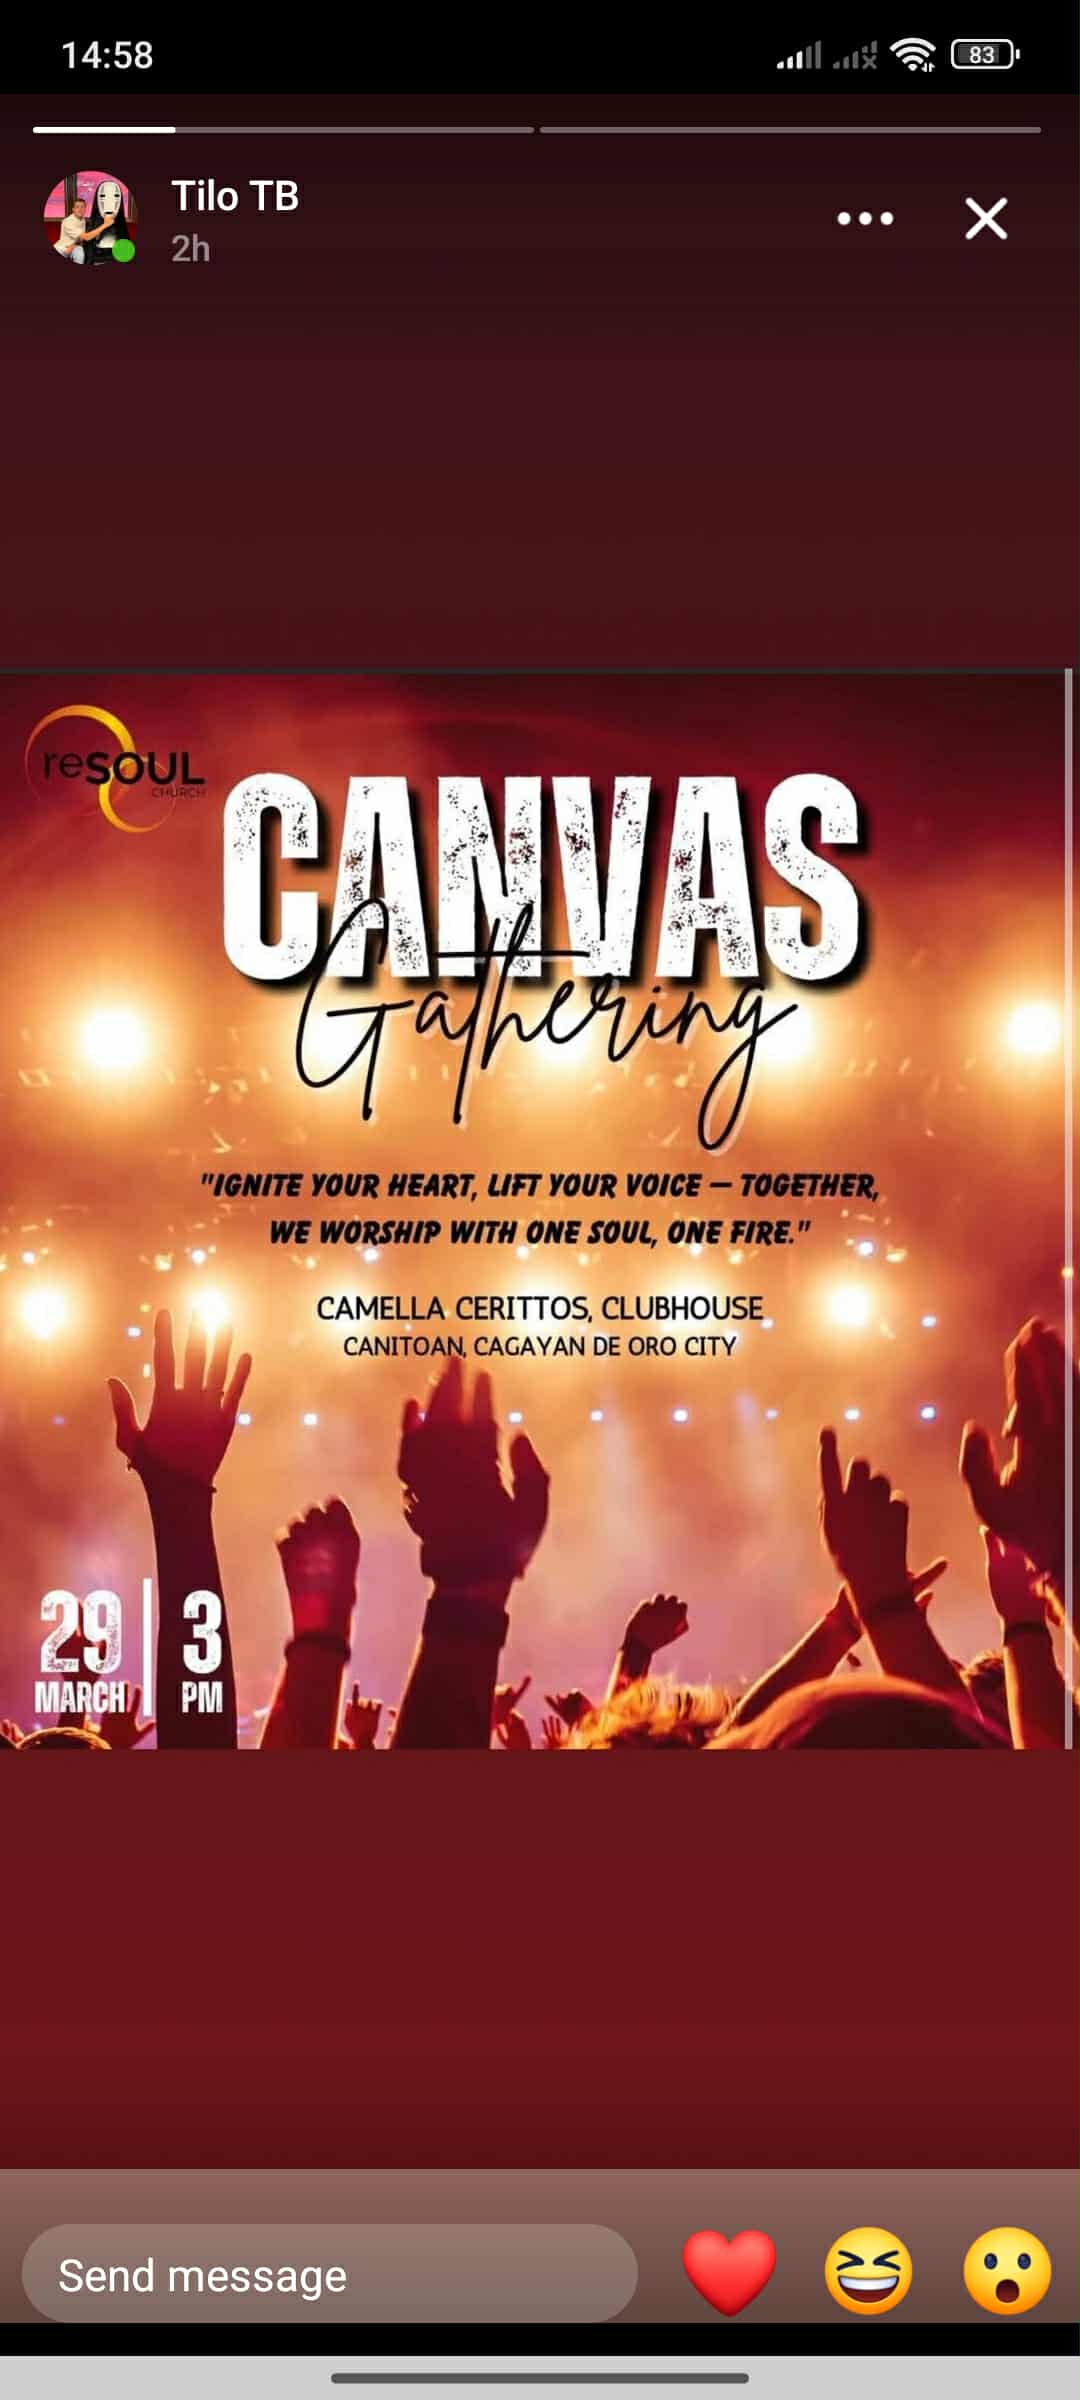 14:58
83
Tilo TB
2h
reSOUL
CHURCH
CANVAS
Gathering
"IGNITE YOUR HEART, LIFT YOUR VOICE – TOGETHER,
WE WORSHIP WITH ONE SOUL, ONE FIRE."
CAMELLA CERITTOS, CLUBHOUSE
CANITOAN, CAGAYAN DE ORO CITY
29 3
MARCH PM
Send message